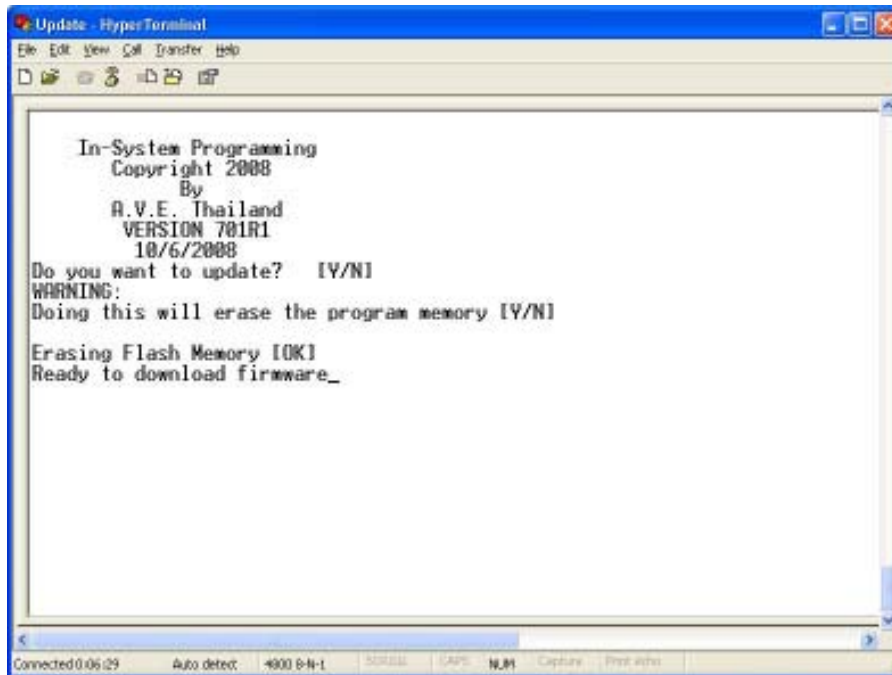 Update - HyperTerminal
File Edit View Call Transfer Help
In-System Programming
Copyright 2008
By
A.V.E. Thailand
VERSION 701R1
10/6/2008
Do you want to update? [Y/N]
WARNING:
Doing this will erase the program memory [Y/N]
Erasing Flash Memory [OK]
Ready to download firmware_
Connected 0:06:29 Auto detect 4800 8-N-1 SCROLL CAPS NUM Capture Print echo